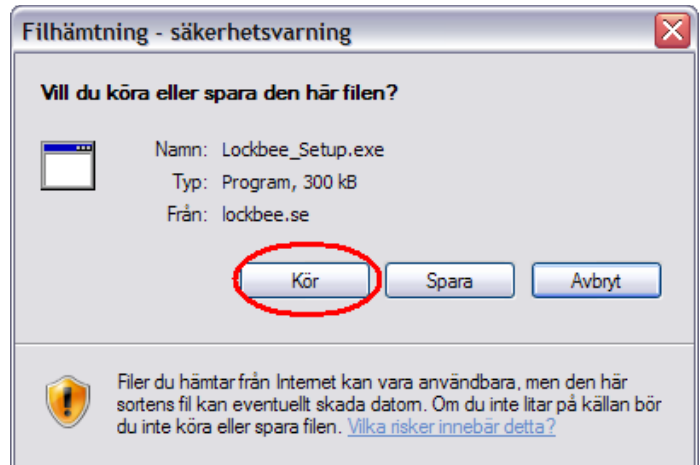 Filhämtning - säkerhetsvarning
Vill du köra eller spara den här filen?
Namn: Lockbee_Setup.exe
Typ: Program, 300 kB
Från: lockbee.se
Kör Spara Avbryt
Filer du hämtar från Internet kan vara användbara, men den här
sortens fil kan eventuellt skada datorn. Om du inte litar på källan bör
du inte köra eller spara filen. Vilka risker innebär detta?